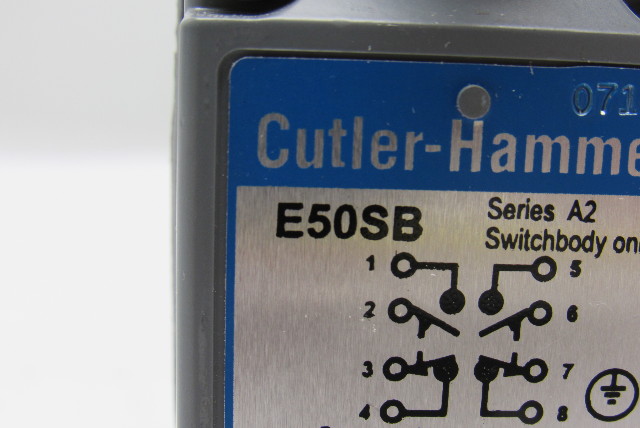 071
Cutler-Hamme
E50SB
Series A2
Switchbody on
1 5
2 6
3 7
4 8